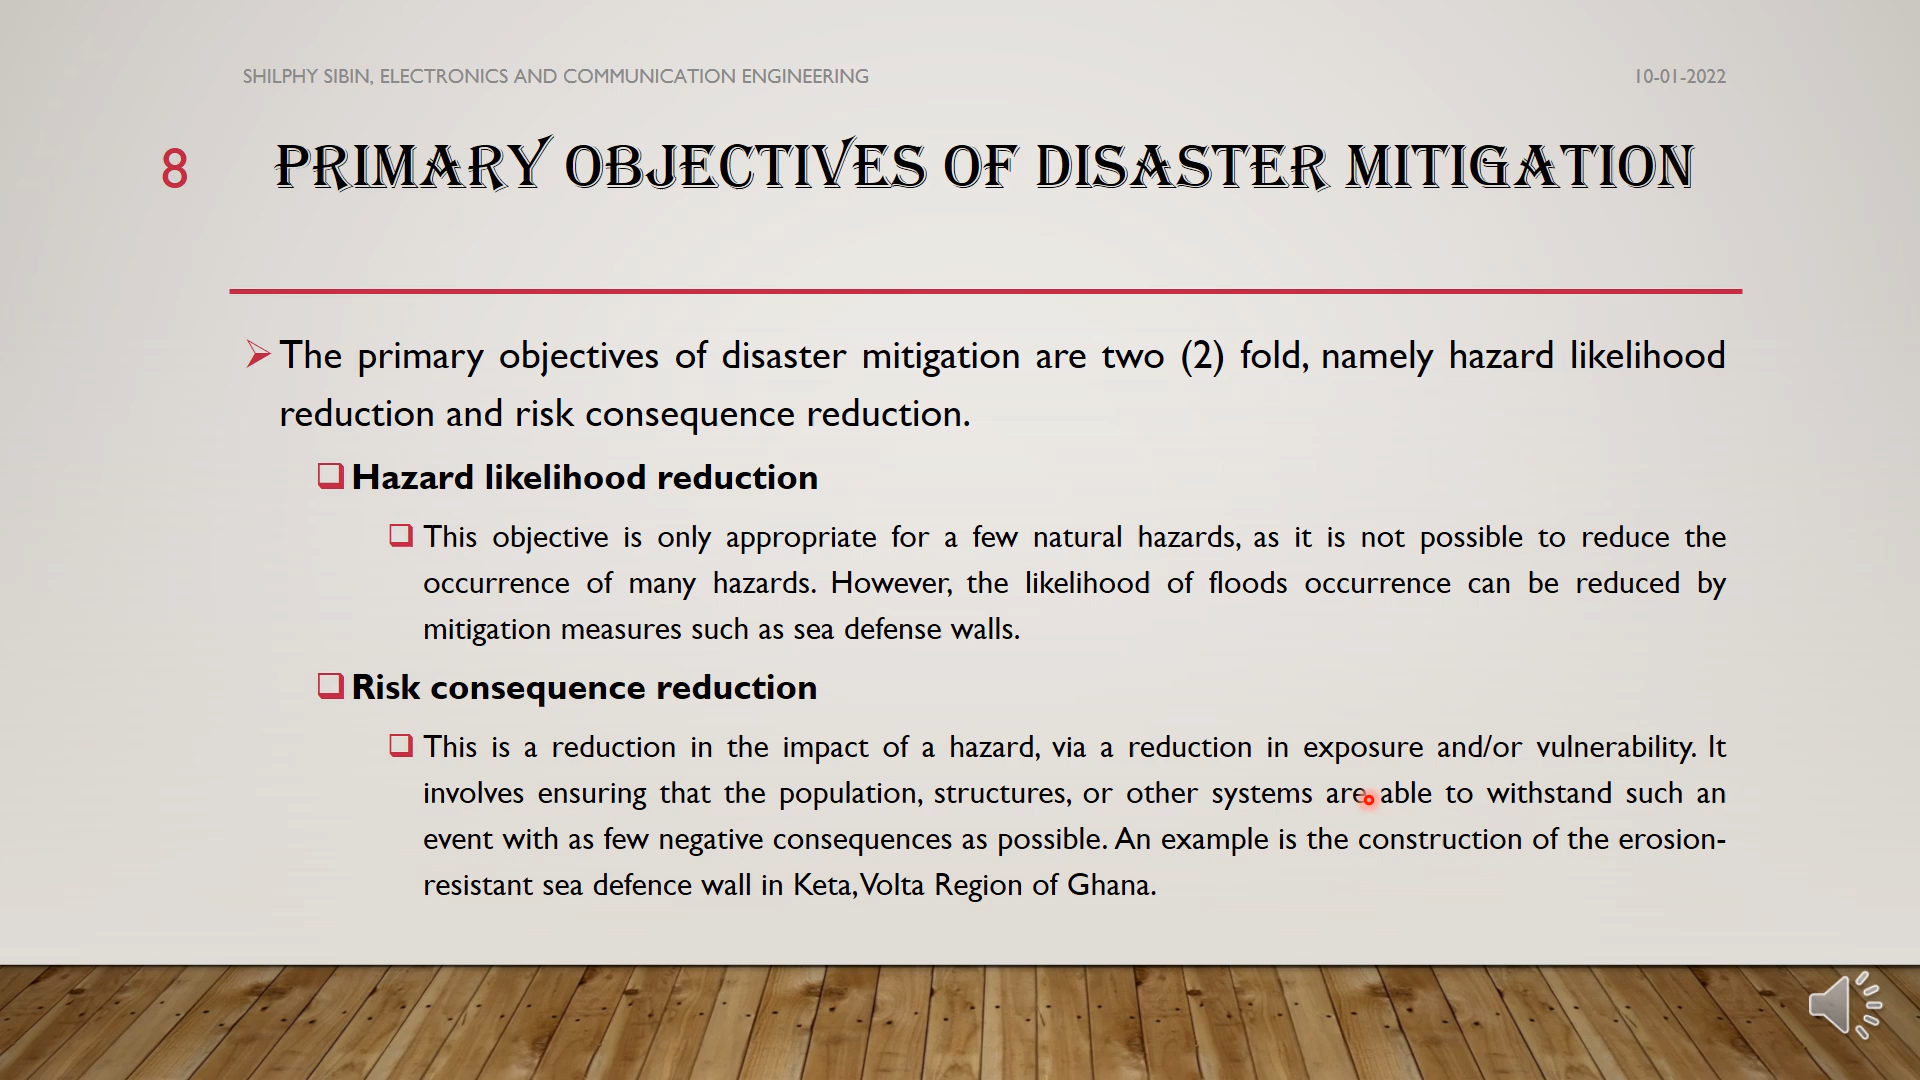 SHILPHY SIBIN, ELECTRONICS AND COMMUNICATION ENGINEERING
10-01-2022
8
PRIMARY OBJECTIVES OF DISASTER MITIGATION
The primary objectives of disaster mitigation are two (2) fold, namely hazard likelihood
reduction and risk consequence reduction.
Hazard likelihood reduction
This objective is only appropriate for a few natural hazards, as it is not possible to reduce the
occurrence of many hazards. However, the likelihood of floods occurrence can be reduced by
mitigation measures such as sea defense walls.
Risk consequence reduction
This is a reduction in the impact of a hazard, via a reduction in exposure and/or vulnerability. It
involves ensuring that the population, structures, or other systems are able to withstand such an
event with as few negative consequences as possible. An example is the construction of the erosion-
resistant sea defence wall in Keta, Volta Region of Ghana.